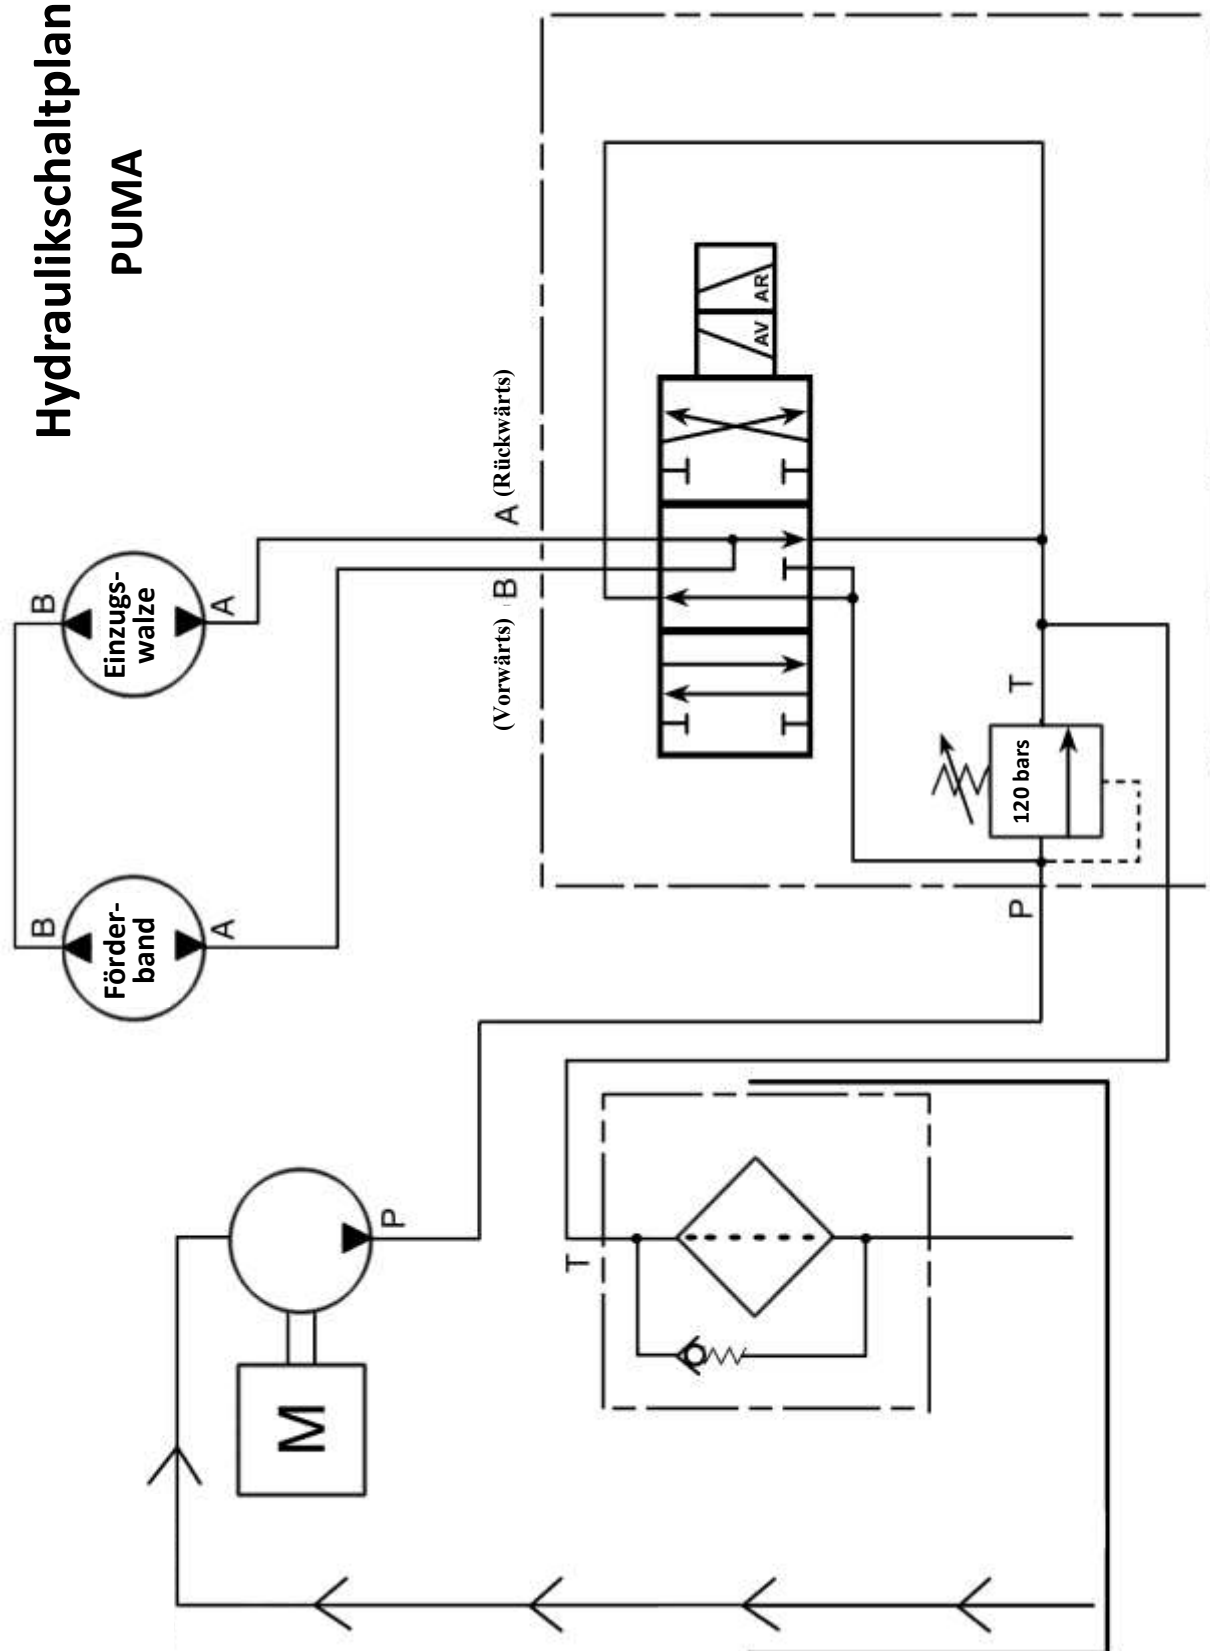 Hydraulikschaltplan
PUMA
B
Einzugs-
walze
A
B
Förder-
band
A
A (Rückwärts)
(Vorwärts) B
AV
AR
T
120 bars
P
P
M
T